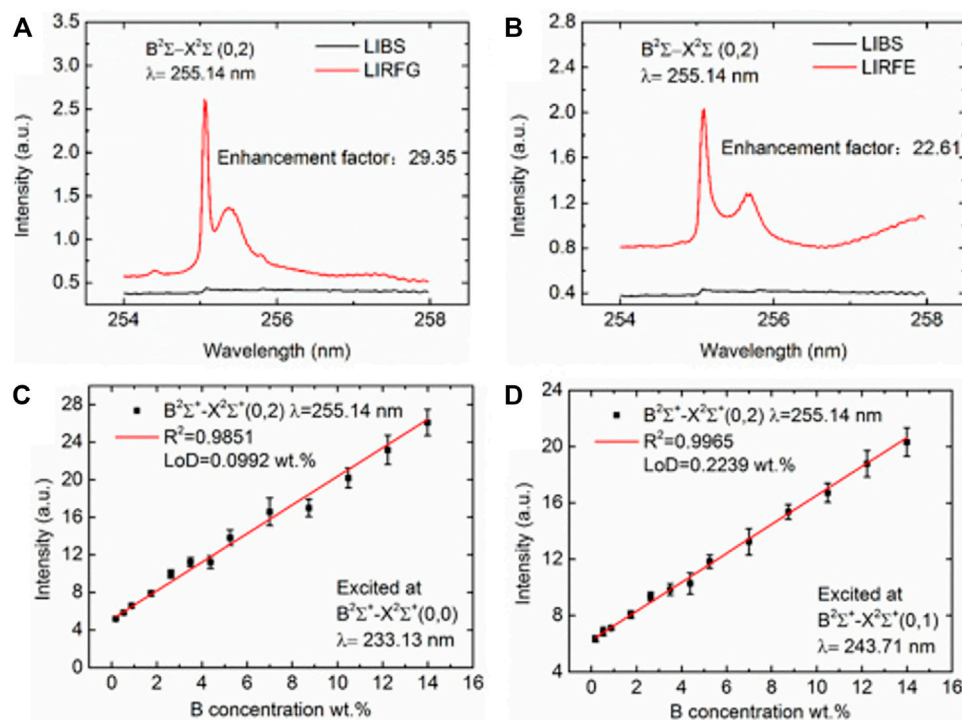 A
B²Σ–X²Σ (0,2)
λ= 255.14 nm
LIBS
LIRFG
Enhancement factor: 29.35
Intensity (a.u.)
3.5
3.0
2.5
2.0
1.5
1.0
0.5
254
256
258
Wavelength (nm)
B
B²Σ–X²Σ (0,2)
λ= 255.14 nm
LIBS
LIRFE
Enhancement factor: 22.61
Intensity (a.u.)
2.8
2.4
2.0
1.6
1.2
0.8
0.4
254
256
258
Wavelength (nm)
C
B²Σ⁺-X²Σ⁺(0,2) λ=255.14 nm
R²=0.9851
LoD=0.0992 wt.%
Excited at
B²Σ⁺-X²Σ⁺(0,0)
λ= 233.13 nm
Intensity (a.u.)
28
24
20
16
12
8
4
0
0 2 4 6 8 10 12 14 16
B concentration wt.%
D
B²Σ⁺-X²Σ⁺(0,2) λ=255.14 nm
R²=0.9965
LoD=0.2239 wt.%
Excited at
B²Σ⁺-X²Σ⁺(0,1)
λ= 243.71 nm
Intensity (a.u.)
24
20
16
12
8
4
0 2 4 6 8 10 12 14 16
B concentration wt.%